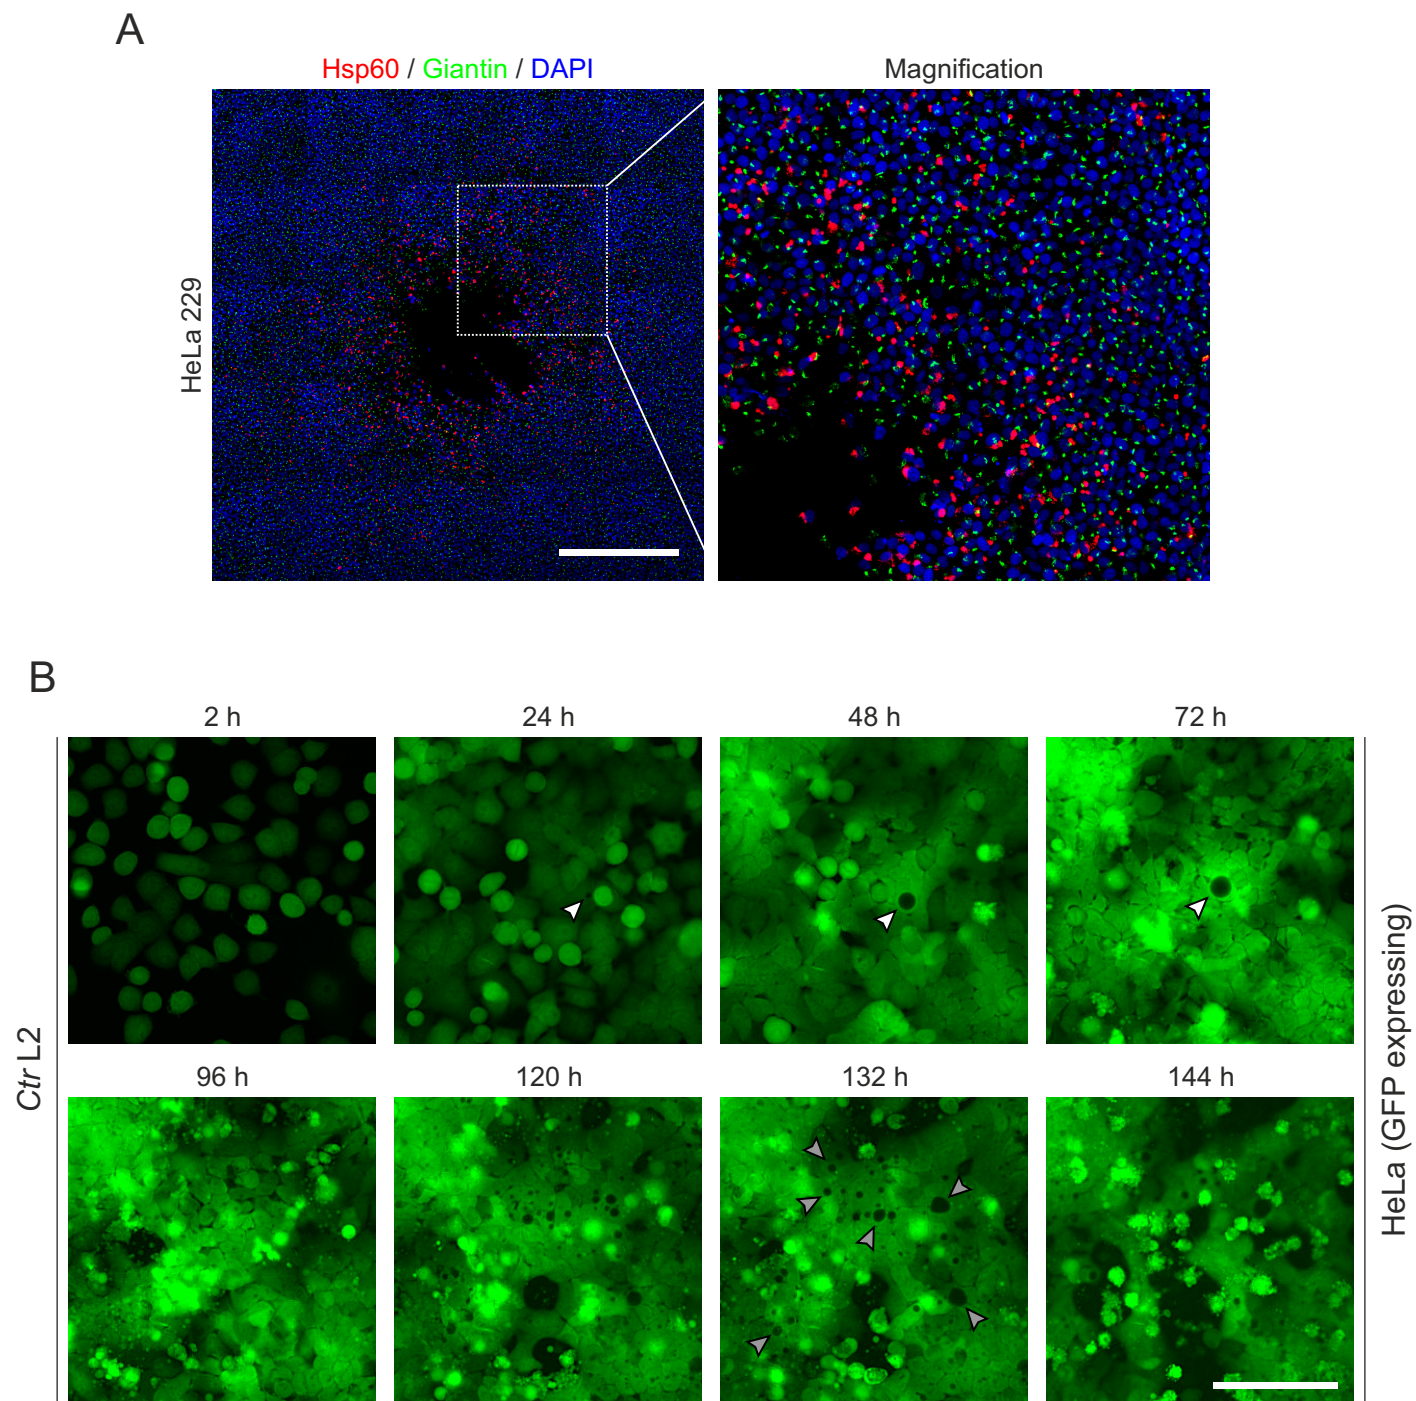 A
Hsp60 / Giantin / DAPI
Magnification
HeLa 229
B
2 h
24 h
48 h
72 h
96 h
120 h
132 h
144 h
Ctr L2
HeLa (GFP expressing)